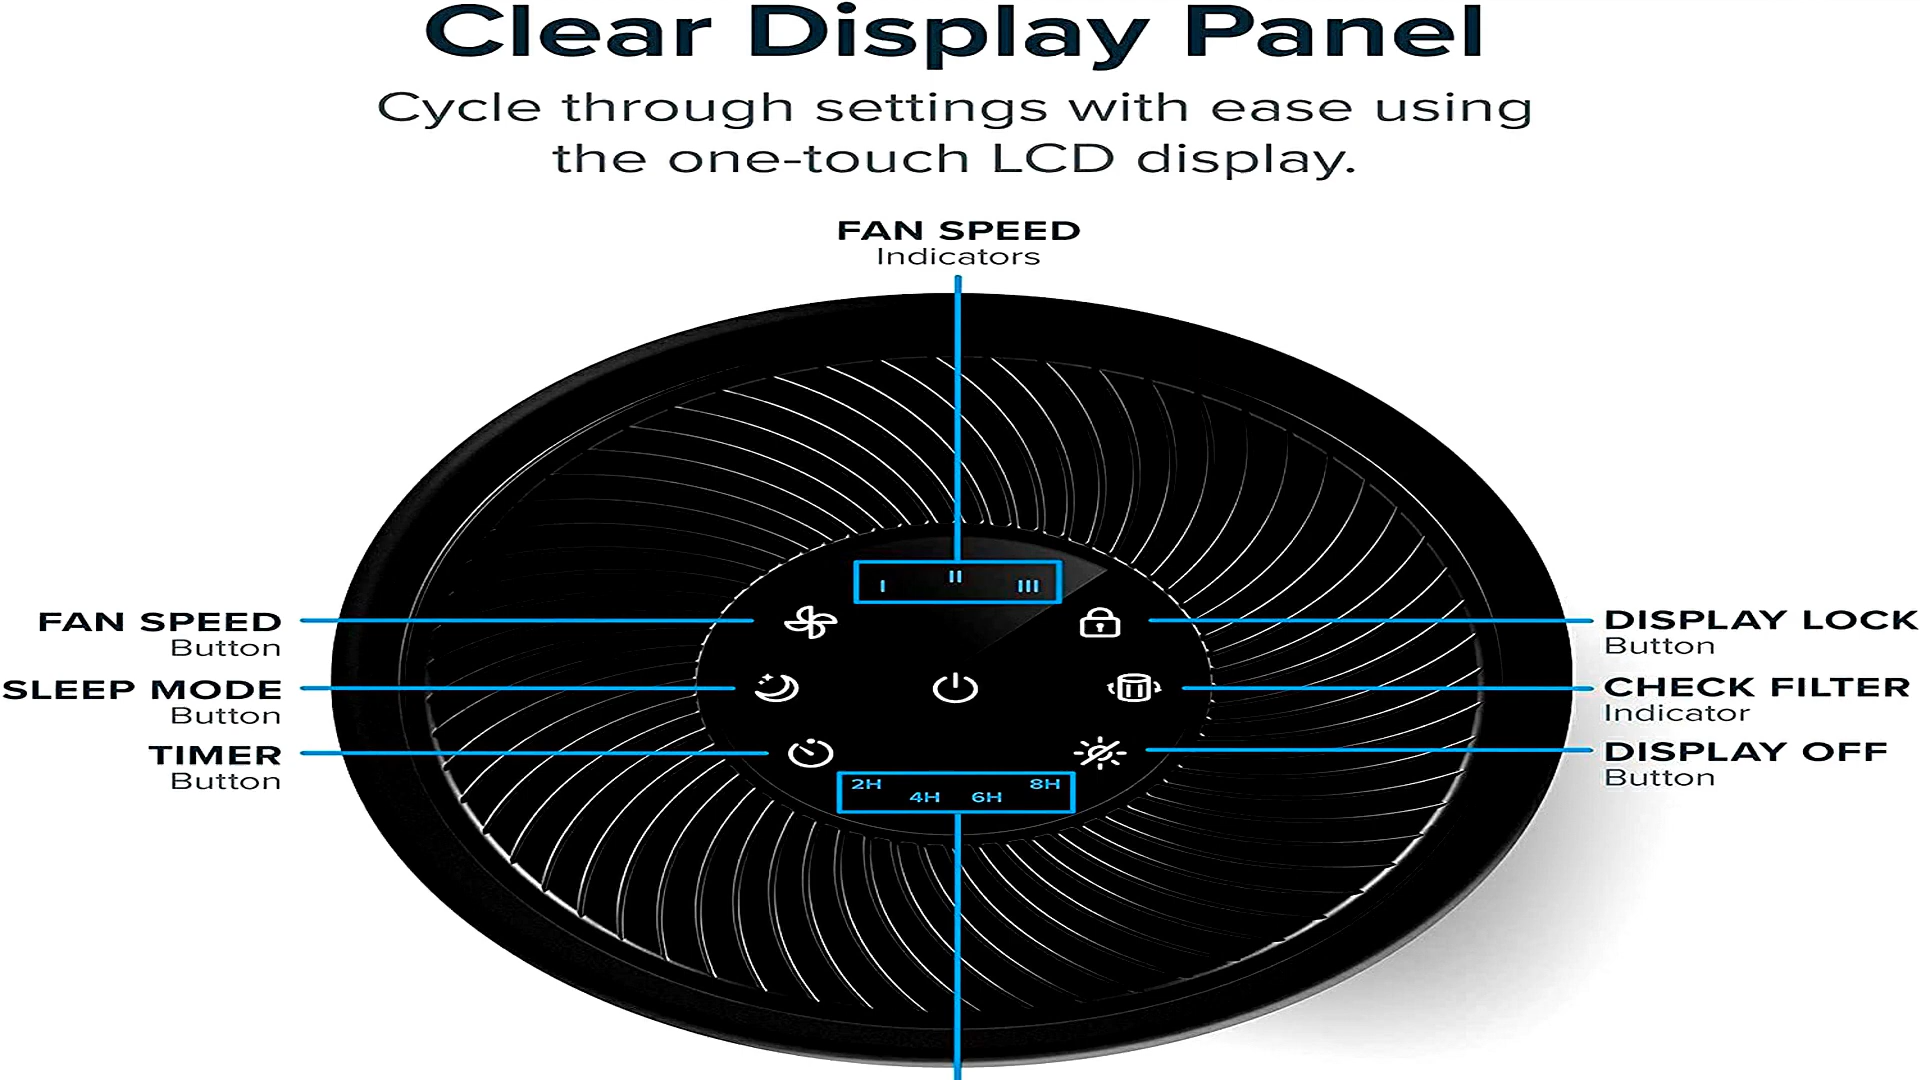 Clear Display Panel
Cycle through settings with ease using
the one-touch LCD display.
FAN SPEED
Indicators
I II III
FAN SPEED
Button
DISPLAY LOCK
Button
SLEEP MODE
Button
CHECK FILTER
Indicator
TIMER
Button
DISPLAY OFF
Button
2H 4H 6H 8H